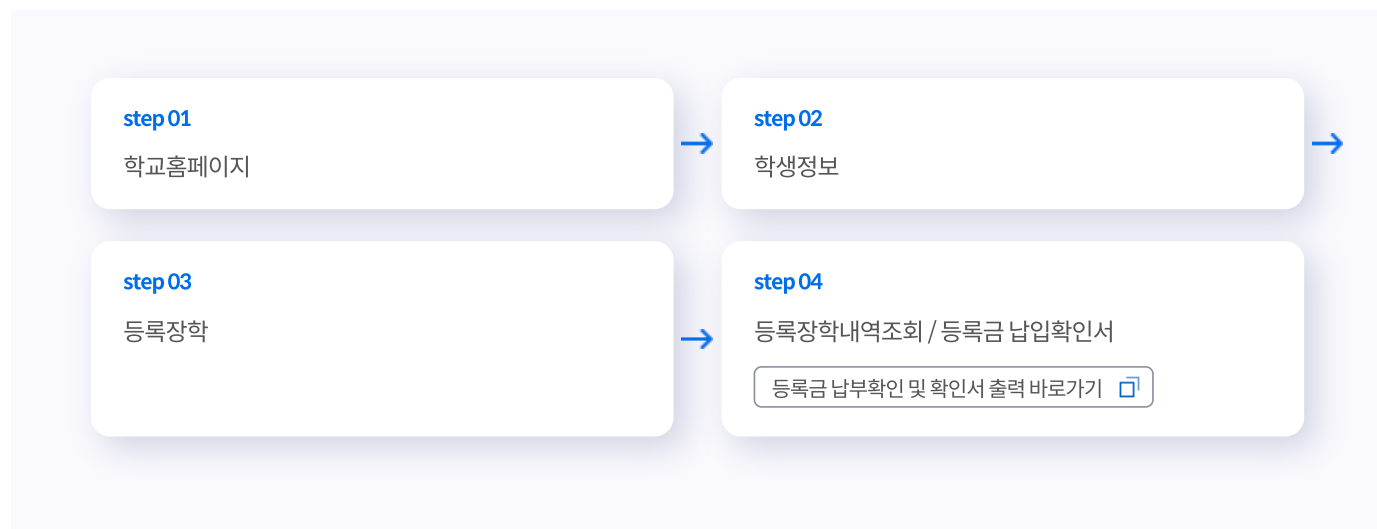 step 01
학교홈페이지
step 02
학생정보
step 03
등록장학
step 04
등록장학내역조회 / 등록금 납입확인서
등록금 납부확인 및 확인서 출력 바로가기